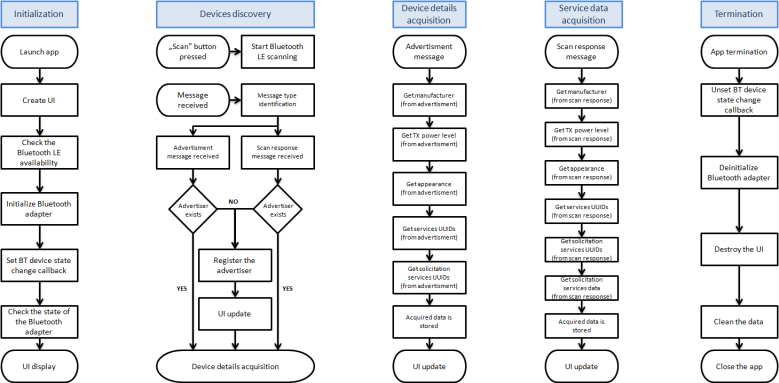 Initialization
Launch app
Create UI
Check the
Bluetooth LE
availability
Initialize Bluetooth
adapter
Set BT device state
change callback
Check the state of
the Bluetooth
adapter
UI display
Devices discovery
„Scan" button
pressed
Start Bluetooth
LE scanning
Message
received
Message type
identification
Advertisment
message received
Scan response
message received
Advertiser
exists
NO
Advertiser
exists
Register the
advertiser
YES
UI update
YES
Device details acquisition
Device details
acquisition
Advertisment
message
Get manufacturer
(from advertisment)
Get TX power level
(from advertisment)
Get appearance
(from advertisment)
Get services UUIDs
(from advertisment)
Get solicitation
services UUIDs
(from advertisment)
Acquired data is
stored
UI update
Service data
acquisition
Scan response
message
Get manufacturer
(from scan response)
Get TX power level
(from scan response)
Get appearance
(from scan response)
Get services UUIDs
(from scan response)
Get solicitation
services UUIDs
(from scan response)
Get solicitation
services data
(from scan response)
Acquired data is
stored
UI update
Termination
App termination
Unset BT device
state change
callback
Deinitialize
Bluetooth adapter
Destroy the UI
Clean the data
Close the app